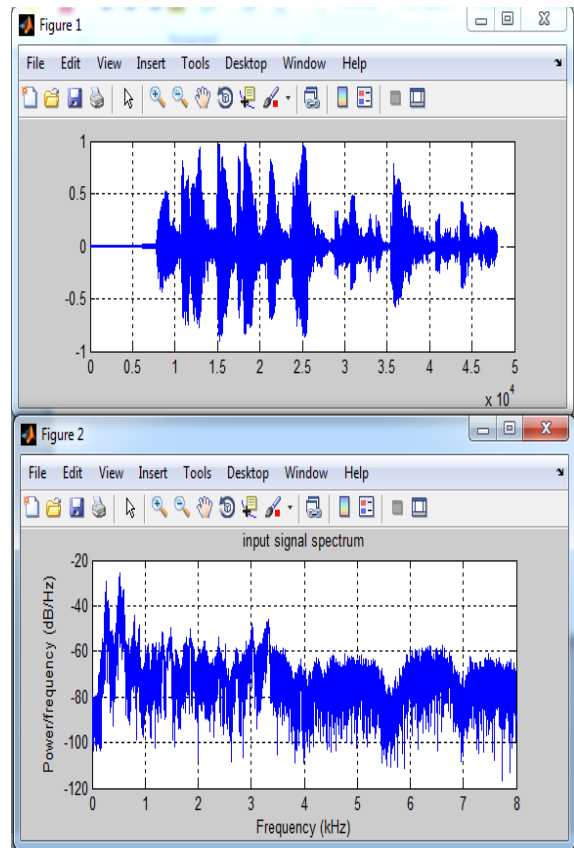 Figure 1
File Edit View Insert Tools Desktop Window Help
1
0.5
0
-0.5
-1
0 0.5 1 1.5 2 2.5 3 3.5 4 4.5 5
x 10^4
Figure 2
File Edit View Insert Tools Desktop Window Help
input signal spectrum
Power/frequency (dB/Hz)
-20
-40
-60
-80
-100
-120
0 1 2 3 4 5 6 7 8
Frequency (kHz)